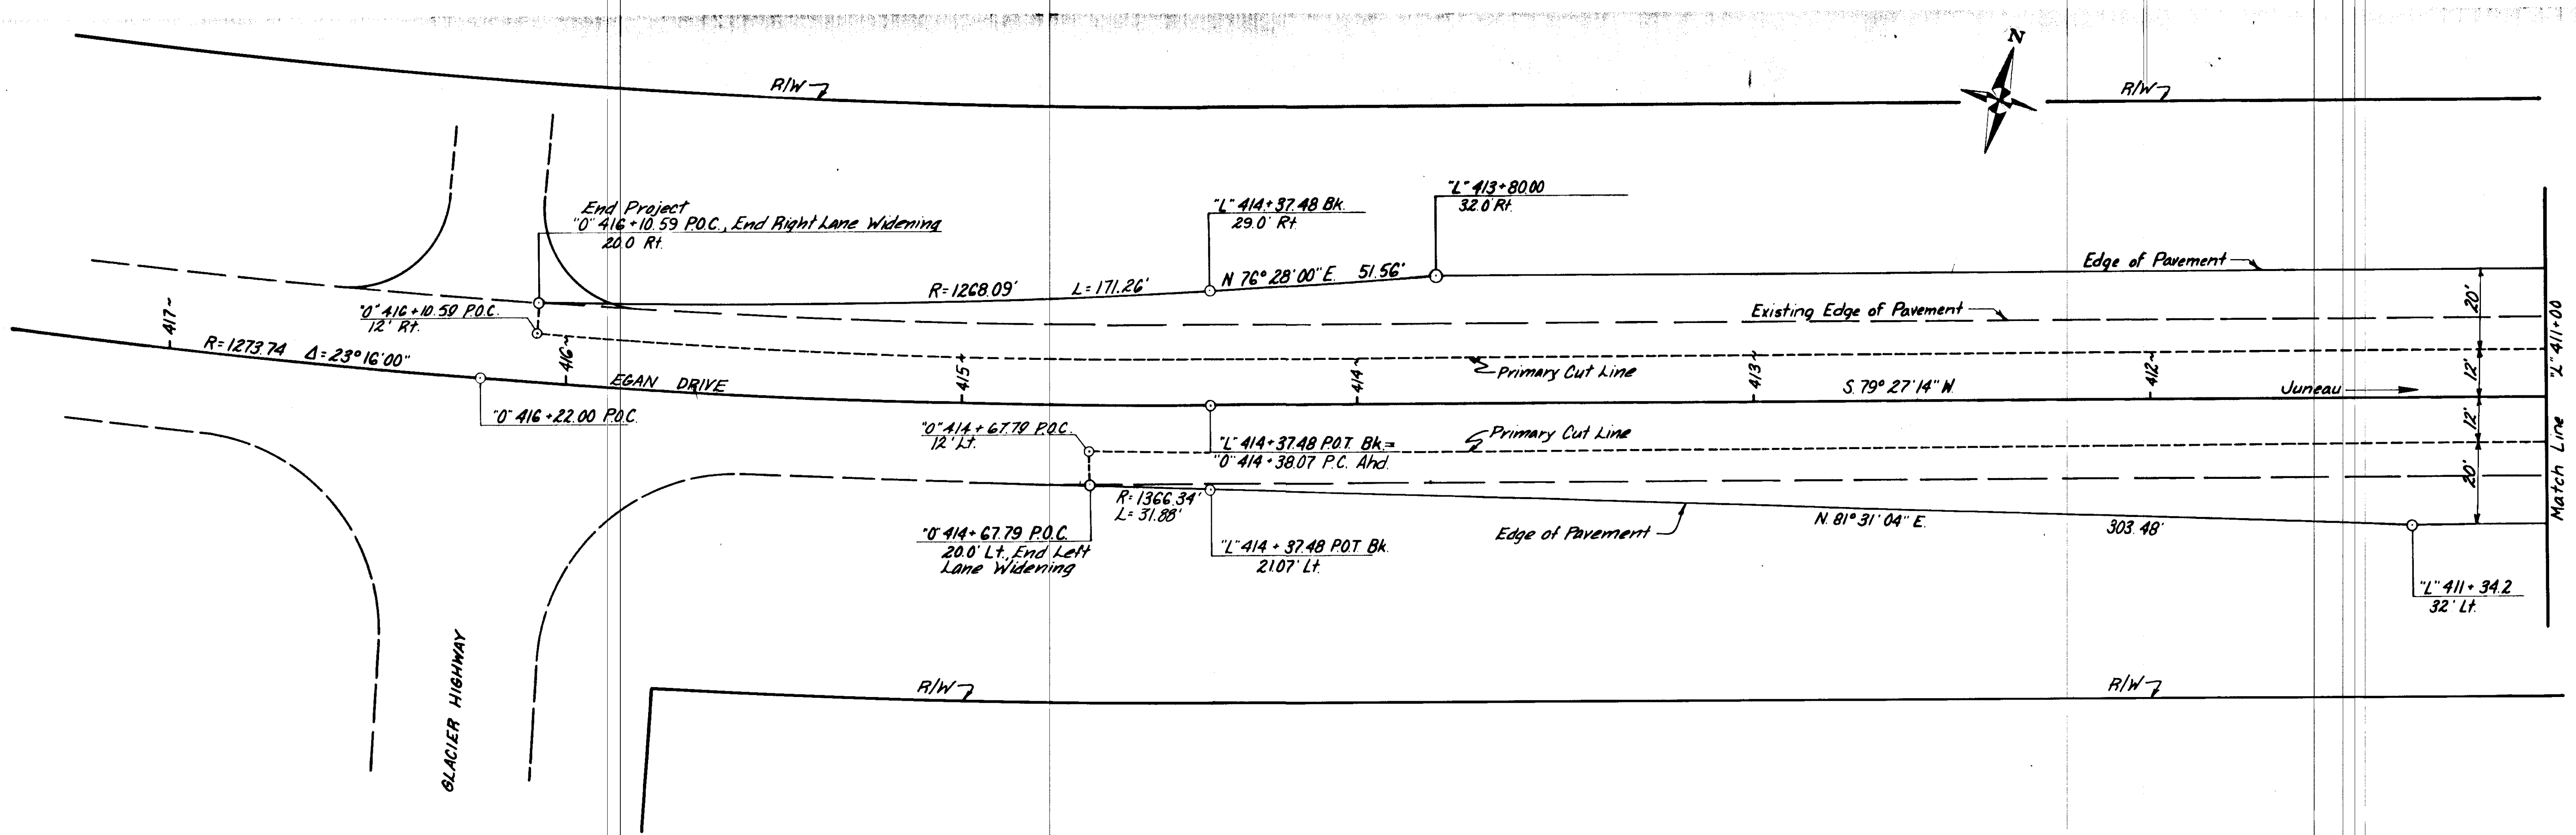 N
R/W
R/W
"L" 413+80.00
32.0' Rt.
"L" 414+37.48 Bk.
29.0' Rt.
End Project
"O" 416+10.59 P.O.C., End Right Lane Widening
20.0 Rt.
N 76° 28' 00" E. 51.56'
Edge of Pavement
R=1268.09' L=171.26'
"O" 416+10.59 P.O.C.
12' Rt.
Existing Edge of Pavement
20'
Match Line "L" 411+00
417
R=1273.74 Δ=23°16'00"
416
415
414
413
412
Primary Cut Line
12'
EGAN DRIVE
S. 79° 27' 14" W.
Juneau
"O" 416+22.00 P.O.C.
12'
"O" 414+67.79 P.O.C.
12' Lt.
"L" 414+37.48 P.O.T. Bk.=
"O" 414+38.07 P.C. Ahd.
Primary Cut Line
20'
R=1366.34'
L=31.88'
"O" 414+67.79 P.O.C.
20.0' Lt., End Left
Lane Widening
"L" 414+37.48 P.O.T. Bk.
21.07' Lt.
Edge of Pavement
N. 81° 31' 04" E.
303.48'
"L" 411+34.2
32' Lt.
GLACIER HIGHWAY
R/W
R/W